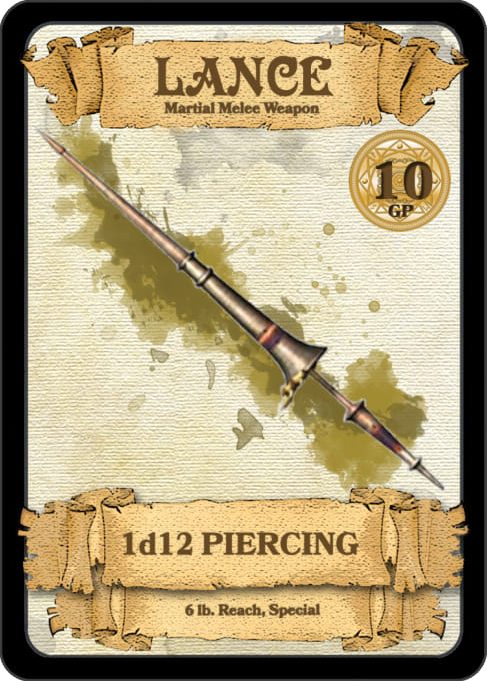 LANCE
Martial Melee Weapon
10
GP
1d12 PIERCING
6 lb. Reach, Special